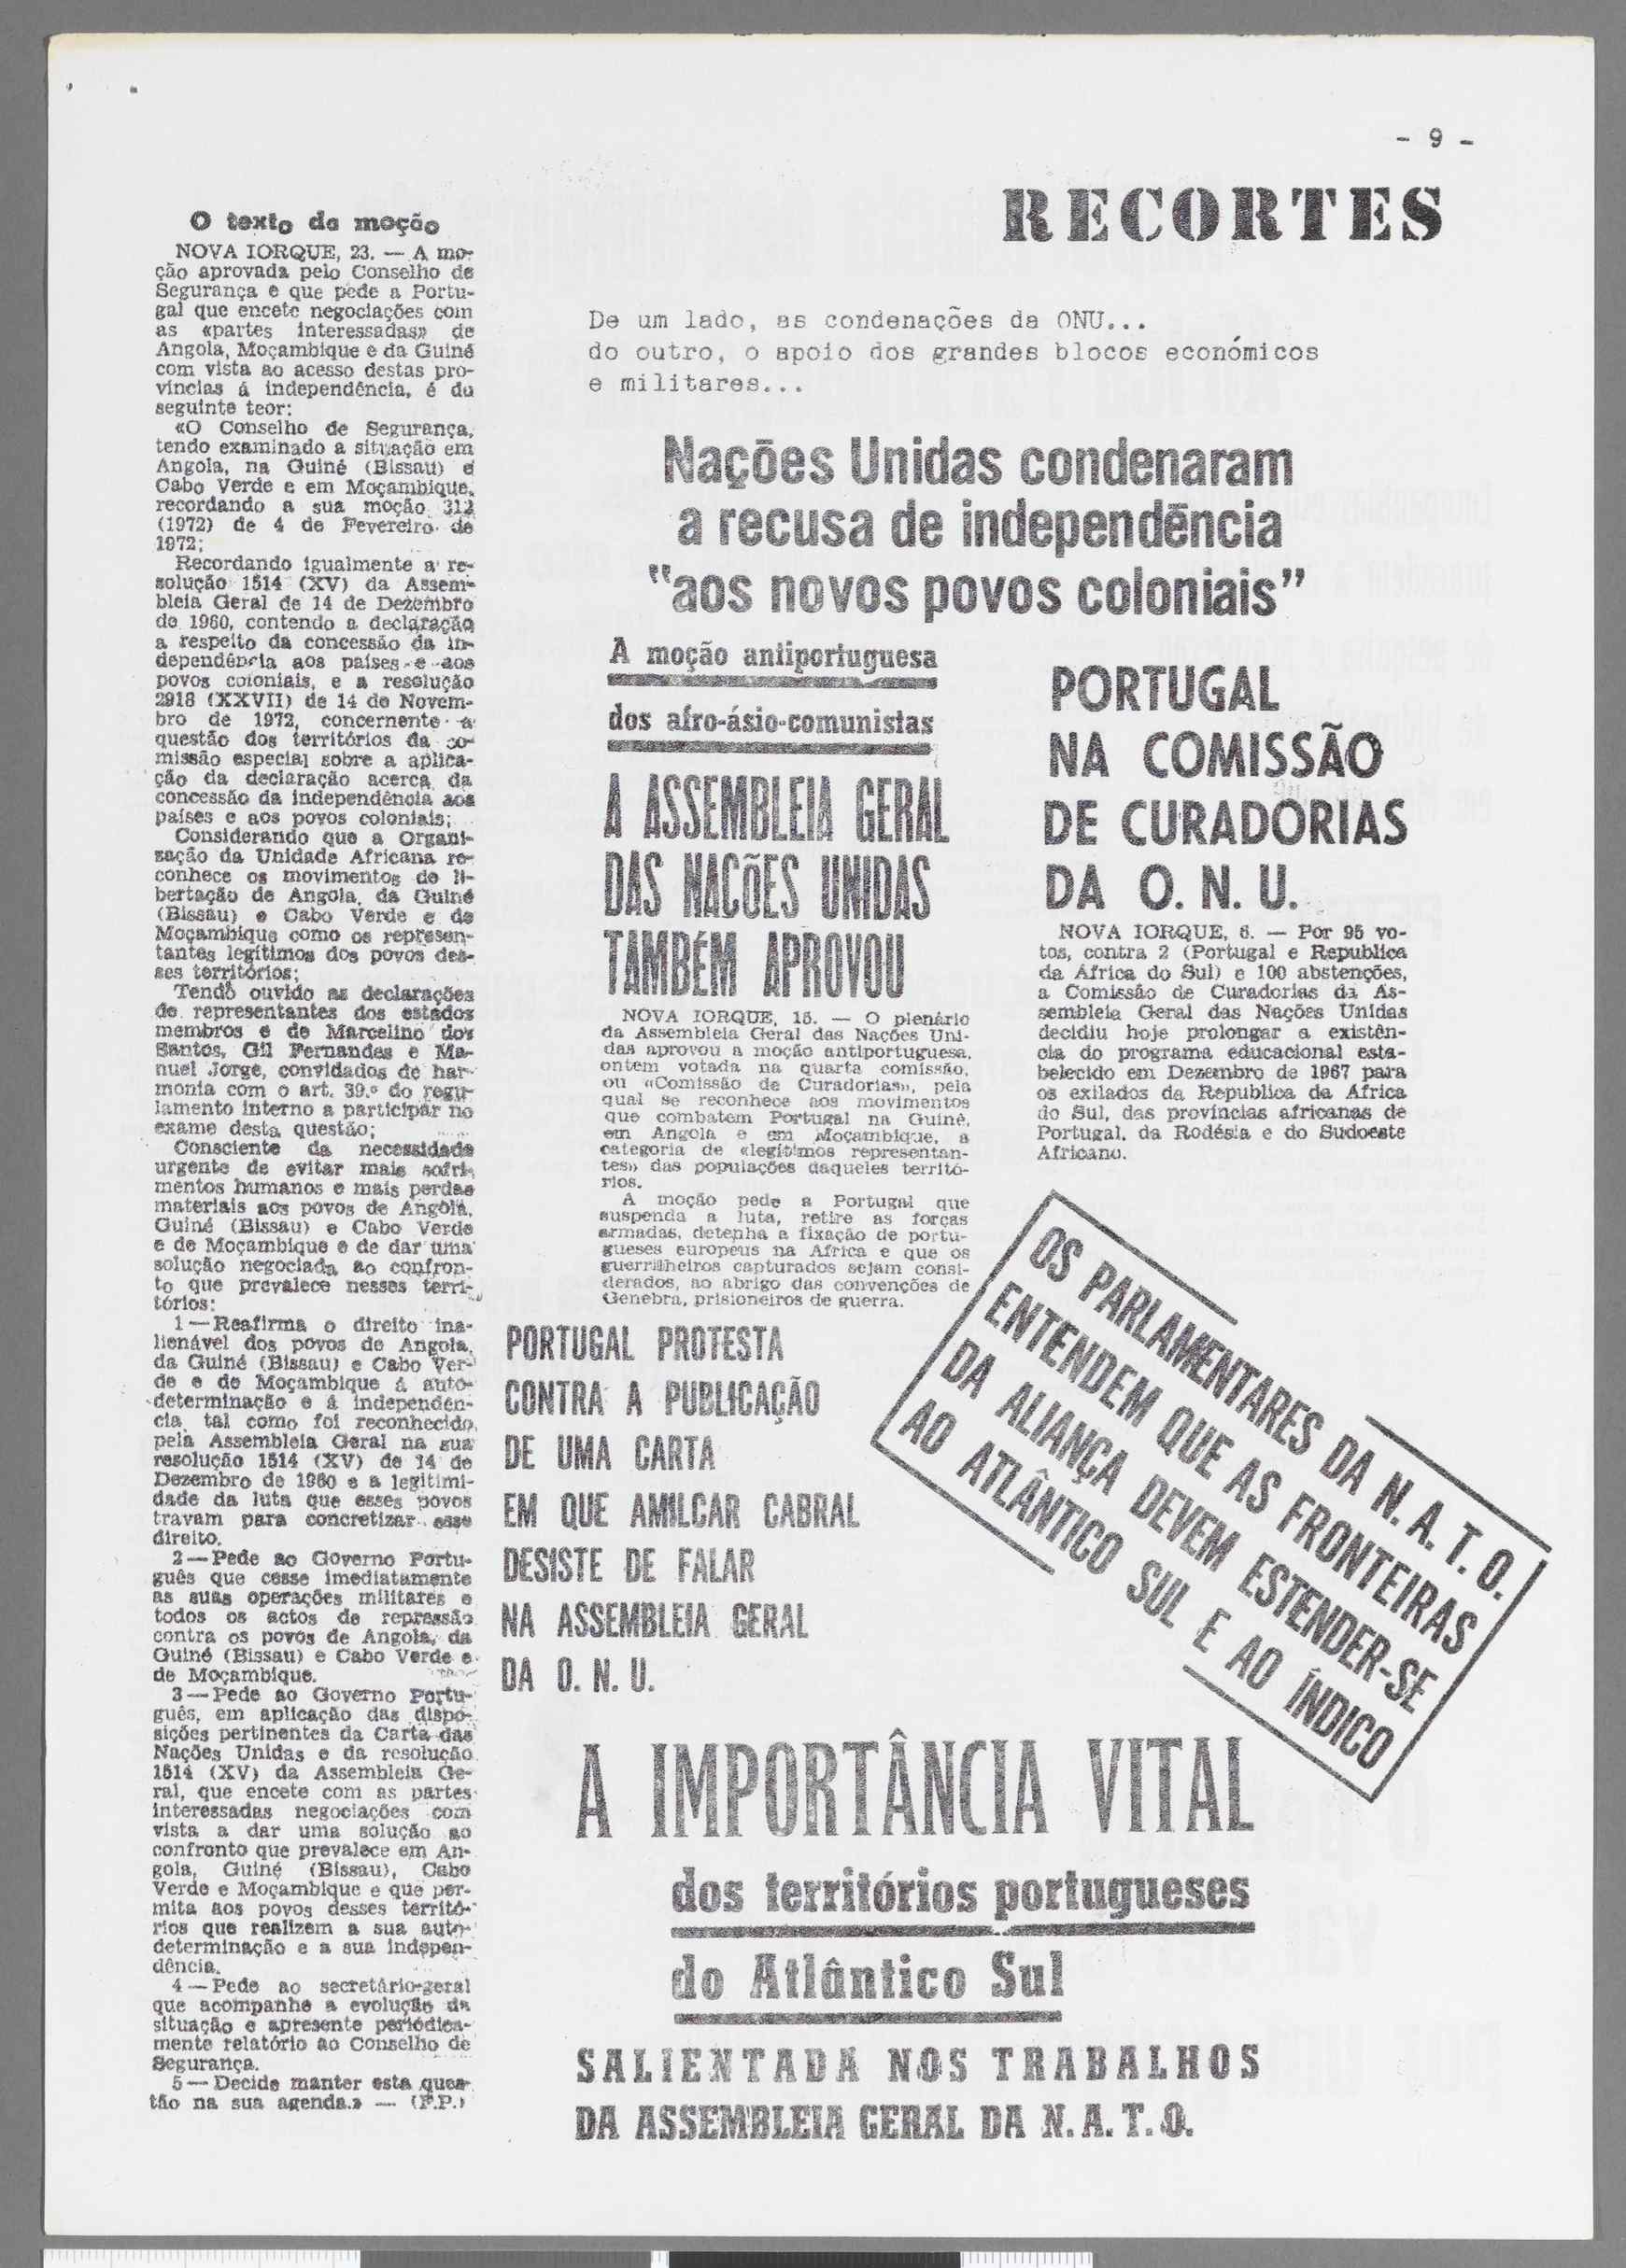 - 9 -
RECORTES
O texto da moção
NOVA IORQUE, 23. — A mo-
ção aprovada pelo Conselho de
Segurança e que pede a Portu-
gal que encete negociações com
as «partes interessadas» de
Angola, Moçambique e da Guiné
com vista ao acesso destas pro-
víncias á independência, é do
seguinte teor:
«O Conselho de Segurança,
tendo examinado a situação em
Angola, na Guiné (Bissau) e
Cabo Verde e em Moçambique,
recordando a sua moção 312
(1972) de 4 de Fevereiro de
1972;
Recordando igualmente a re-
solução 1514 (XV) da Assem-
bleia Geral de 14 de Dezembro
de 1960, contendo a declaração
a respeito da concessão da in-
dependência aos países e aos
povos coloniais, e a resolução
2918 (XXVII) de 14 de Novem-
bro de 1972, concernente a
questão dos territórios da co-
missão especial sobre a aplica-
ção da declaração acerca da
concessão da independência aos
países e aos povos coloniais;
Considerando que a Organi-
zação da Unidade Africana re-
conhece os movimentos de li-
bertação de Angola, da Guiné
(Bissau) e Cabo Verde e de
Moçambique como os represen-
tantes legítimos dos povos des-
ses territórios;
Tendo ouvido as declarações
de representantes dos estados
membros e de Marcelino dos
Santos, Gil Fernandes e Ma-
nuel Jorge, convidados de har-
monia com o art. 39.º do regu-
lamento interno a participar no
exame desta questão;
Consciente da necessidade
urgente de evitar mais sofri-
mentos humanos e mais perdas
materiais aos povos de Angola,
Guiné (Bissau) e Cabo Verde
e de Moçambique e de dar uma
solução negociada ao confron-
to que prevalece nesses terri-
tórios:
1—Reafirma o direito ina-
lienável dos povos de Angola,
da Guiné (Bissau) e Cabo Ver-
de e de Moçambique á auto-
determinação e á independên-
cia, tal como foi reconhecido
pela Assembleia Geral na sua
resolução 1514 (XV) de 14 de
Dezembro de 1960 e a legitimi-
dade da luta que esses povos
travam para concretizar esse
direito.
2—Pede ao Governo Portu-
guês que cesse imediatamente
as suas operações militares e
todos os actos de repressão
contra os povos de Angola, da
Guiné (Bissau) e Cabo Verde e
de Moçambique.
3—Pede ao Governo Portu-
guês, em aplicação das dispo-
sições pertinentes da Carta das
Nações Unidas e da resolução
1514 (XV) da Assembleia Ge-
ral, que encete com as partes
interessadas negociações com
vista a dar uma solução ao
confronto que prevalece em An-
gola, Guiné (Bissau), Cabo
Verde e Moçambique e que per-
mita aos povos desses territó-
rios que realizem a sua auto-
determinação e a sua indepen-
dência.
4—Pede ao secretário-geral
que acompanhe a evolução da
situação e apresente periódica-
mente relatório ao Conselho de
Segurança.
5—Decide manter esta ques-
tão na sua agenda.» — (F.P.)
De um lado, as condenações da ONU...
do outro, o apoio dos grandes blocos económicos
e militares...
Nações Unidas condenaram
a recusa de independência
"aos novos povos coloniais"
A moção antiportuguesa
dos afro-ásio-comunistas
A ASSEMBLEIA GERAL
DAS NAÇÕES UNIDAS
TAMBÉM APROVOU
NOVA IORQUE, 15. — O plenário
da Assembleia Geral das Nações Uni-
das aprovou a moção antiportuguesa,
ontem votada na quarta comissão,
ou «Comissão de Curadorias», pela
qual se reconhece aos movimentos
que combatem Portugal na Guiné,
em Angola e em Moçambique, a
categoria de «legítimos representan-
tes» das populações daqueles territó-
rios.
A moção pede a Portugal que
suspenda a luta, retire as forças
armadas, detenha a fixação de portu-
gueses europeus na Africa e que os
guerrilheiros capturados sejam consi-
derados, ao abrigo das convenções de
Genebra, prisioneiros de guerra.
PORTUGAL
NA COMISSÃO
DE CURADORIAS
DA O. N. U.
NOVA IORQUE, 6. — Por 95 vo-
tos, contra 2 (Portugal e Republica
da Africa do Sul) e 100 abstenções,
a Comissão de Curadorias da As-
sembleia Geral das Nações Unidas
decidiu hoje prolongar a existên-
cia do programa educacional esta-
belecido em Dezembro de 1967 para
os exilados da Republica da Africa
do Sul, das províncias africanas de
Portugal, da Rodésia e do Sudoeste
Africano.
OS PARLAMENTARES DA N. A. T. O.
ENTENDEM QUE AS FRONTEIRAS
DA ALIANÇA DEVEM ESTENDER-SE
AO ATLÂNTICO SUL E AO ÍNDICO
PORTUGAL PROTESTA
CONTRA A PUBLICAÇÃO
DE UMA CARTA
EM QUE AMILCAR CABRAL
DESISTE DE FALAR
NA ASSEMBLEIA GERAL
DA O. N. U.
A IMPORTÂNCIA VITAL
dos territórios portugueses
do Atlântico Sul
SALIENTADA NOS TRABALHOS
DA ASSEMBLEIA GERAL DA N. A. T. O.